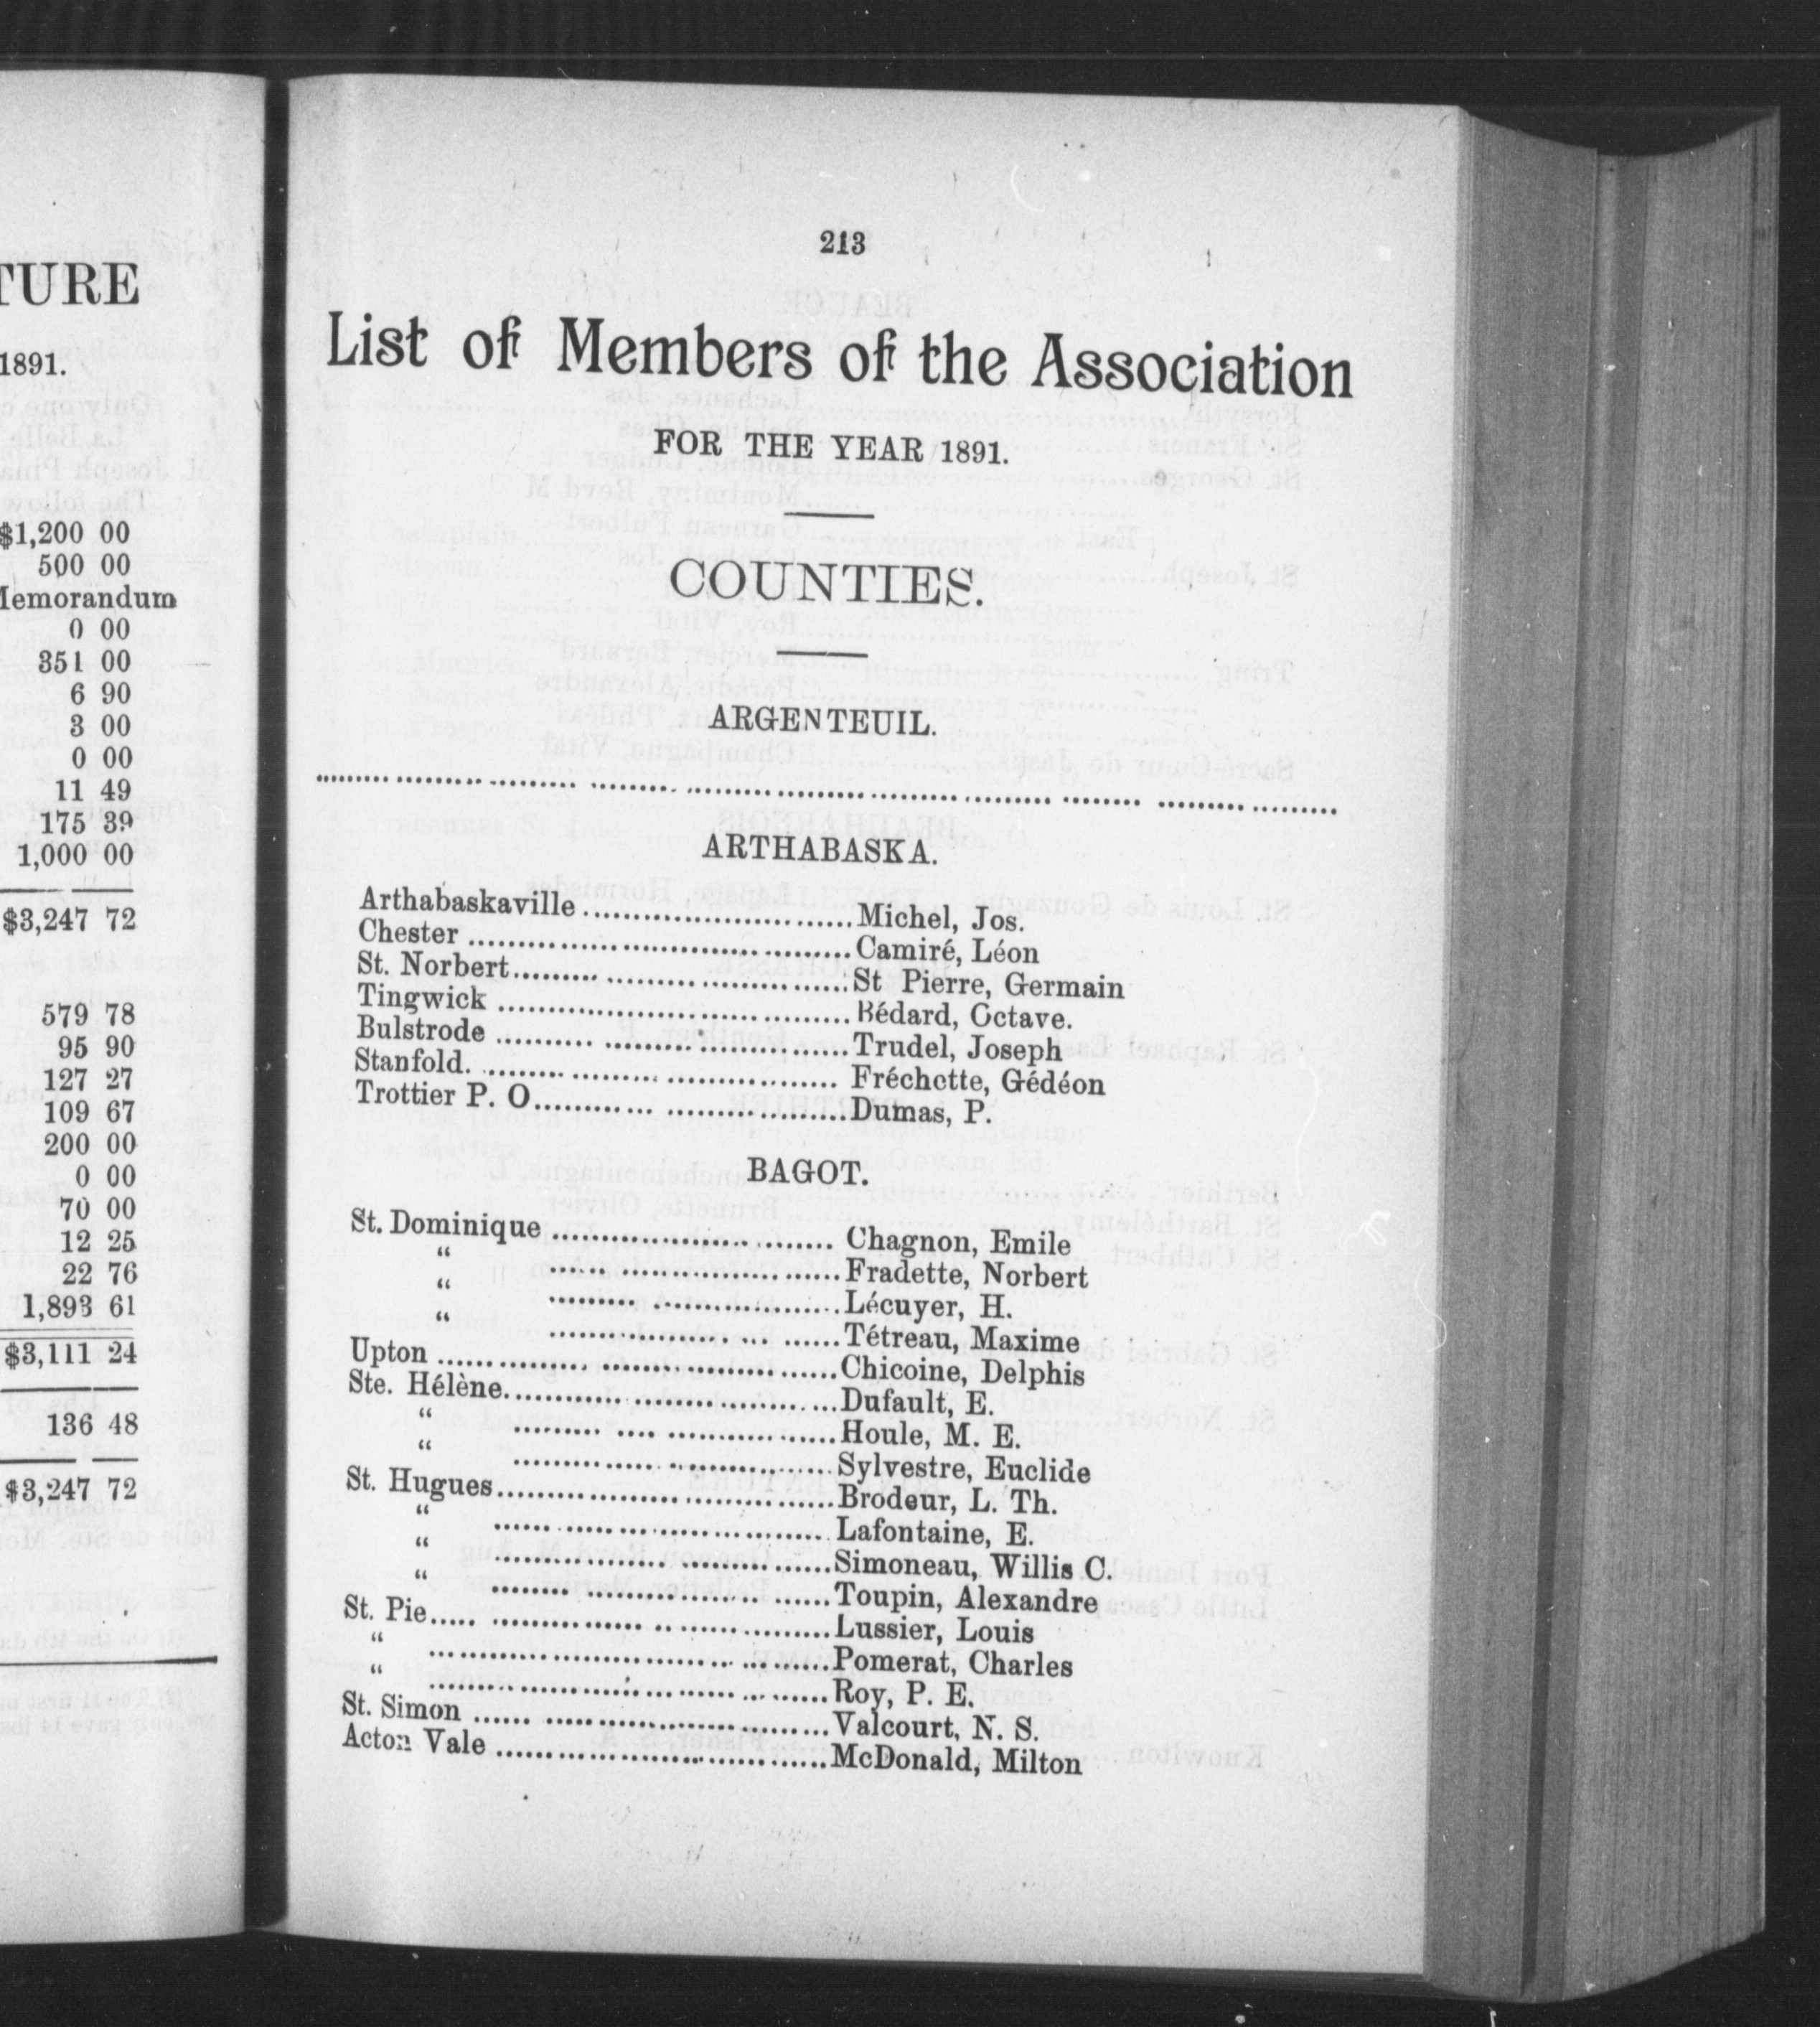 TURE
1891.
$1,200 00
500 00
Memorandum
0 00
351 00
6 90
3 00
0 00
11 49
175 39
1,000 00
$3,247 72
579 78
95 90
127 27
109 67
200 00
0 00
70 00
12 25
22 76
1,893 61
$3,111 24
136 48
$3,247 72
213
List of Members of the Association
FOR THE YEAR 1891.
COUNTIES.
ARGENTEUIL.
ARTHABASKA.
Arthabaskaville ........................... Michel, Jos.
Chester ........................... Camiré, Léon
St. Norbert ........................... St Pierre, Germain
Tingwick ........................... Bédard, Octave.
Bulstrode ........................... Trudel, Joseph
Stanfold. ........................... Fréchette, Gédéon
Trottier P. O ........................... Dumas, P.
BAGOT.
St. Dominique ........................... Chagnon, Emile
“ ........................... Fradette, Norbert
“ ........................... Lécuyer, H.
“ ........................... Tétreau, Maxime
Upton ........................... Chicoine, Delphis
Ste. Hélène ........................... Dufault, E.
“ ........................... Houle, M. E.
“ ........................... Sylvestre, Euclide
St. Hugues ........................... Brodeur, L. Th.
“ ........................... Lafontaine, E.
“ ........................... Simoneau, Willis C.
“ ........................... Toupin, Alexandre
St. Pie ........................... Lussier, Louis
“ ........................... Pomerat, Charles
“ ........................... Roy, P. E.
St. Simon ........................... Valcourt, N. S.
Acton Vale ........................... McDonald, Milton